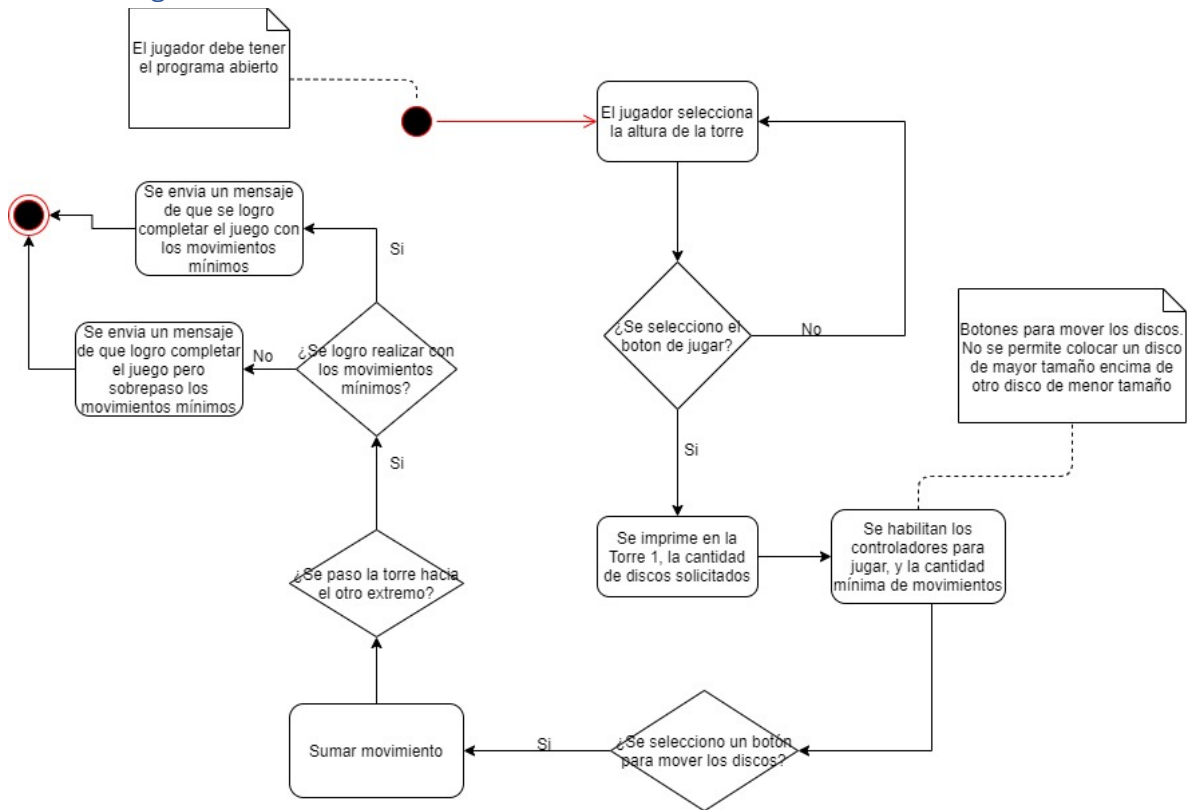 El jugador debe tener
el programa abierto
El jugador selecciona
la altura de la torre
Se envia un mensaje
de que se logro
completar el juego con
los movimientos
mínimos
Si
¿Se selecciono el
boton de jugar?
No
Botones para mover los discos.
No se permite colocar un disco
de mayor tamaño encima de
otro disco de menor tamaño
Se envia un mensaje
de que logro completar
el juego pero
sobrepaso los
movimientos mínimos
No
¿Se logro realizar con
los movimientos
mínimos?
Si
Si
Se imprime en la
Torre 1, la cantidad
de discos solicitados
Se habilitan los
controladores para
jugar, y la cantidad
mínima de movimientos
¿Se paso la torre hacia
el otro extremo?
Sumar movimiento
Si
¿Se selecciono un botón
para mover los discos?